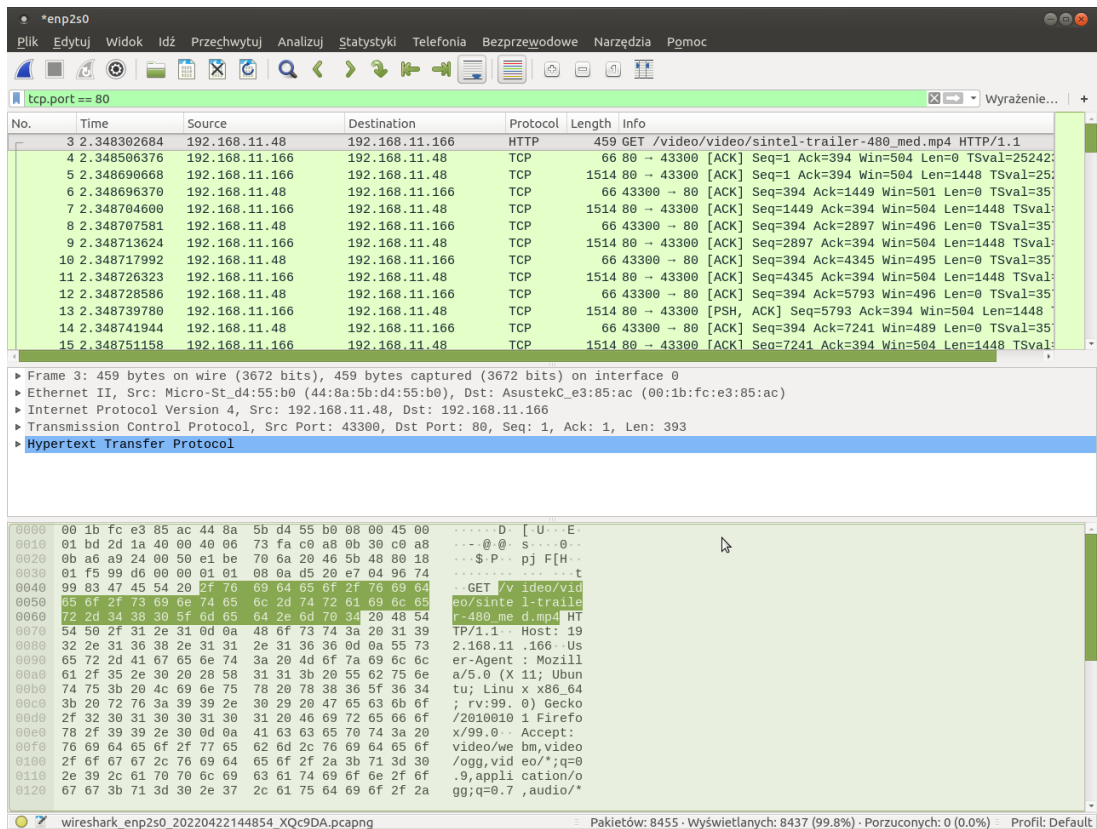 *enp2s0
Plik Edytuj Widok Idź Przechwytuj Analizuj Statystyki Telefonia Bezprzewodowe Narzędzia Pomoc
tcp.port == 80 Wyrażenie… +
No. Time Source Destination Protocol Length Info
3 2.348302684 192.168.11.48 192.168.11.166 HTTP 459 GET /video/video/sintel-trailer-480_med.mp4 HTTP/1.1
4 2.348506376 192.168.11.166 192.168.11.48 TCP 66 80 → 43300 [ACK] Seq=1 Ack=394 Win=504 Len=0 TSval=252423
5 2.348690668 192.168.11.166 192.168.11.48 TCP 1514 80 → 43300 [ACK] Seq=1 Ack=394 Win=504 Len=1448 TSval=252
6 2.348696370 192.168.11.48 192.168.11.166 TCP 66 43300 → 80 [ACK] Seq=394 Ack=1449 Win=501 Len=0 TSval=357
7 2.348704600 192.168.11.166 192.168.11.48 TCP 1514 80 → 43300 [ACK] Seq=1449 Ack=394 Win=504 Len=1448 TSval=
8 2.348707581 192.168.11.48 192.168.11.166 TCP 66 43300 → 80 [ACK] Seq=394 Ack=2897 Win=496 Len=0 TSval=357
9 2.348713624 192.168.11.166 192.168.11.48 TCP 1514 80 → 43300 [ACK] Seq=2897 Ack=394 Win=504 Len=1448 TSval=
10 2.348717992 192.168.11.48 192.168.11.166 TCP 66 43300 → 80 [ACK] Seq=394 Ack=4345 Win=495 Len=0 TSval=357
11 2.348726323 192.168.11.166 192.168.11.48 TCP 1514 80 → 43300 [ACK] Seq=4345 Ack=394 Win=504 Len=1448 TSval=
12 2.348728586 192.168.11.48 192.168.11.166 TCP 66 43300 → 80 [ACK] Seq=394 Ack=5793 Win=496 Len=0 TSval=357
13 2.348739780 192.168.11.166 192.168.11.48 TCP 1514 80 → 43300 [PSH, ACK] Seq=5793 Ack=394 Win=504 Len=1448
14 2.348741944 192.168.11.48 192.168.11.166 TCP 66 43300 → 80 [ACK] Seq=394 Ack=7241 Win=489 Len=0 TSval=357
15 2.348751158 192.168.11.166 192.168.11.48 TCP 1514 80 → 43300 [ACK] Seq=7241 Ack=394 Win=504 Len=1448 TSval=
Frame 3: 459 bytes on wire (3672 bits), 459 bytes captured (3672 bits) on interface 0
Ethernet II, Src: Micro-St_d4:55:b0 (44:8a:5b:d4:55:b0), Dst: AsustekC_e3:85:ac (00:1b:fc:e3:85:ac)
Internet Protocol Version 4, Src: 192.168.11.48, Dst: 192.168.11.166
Transmission Control Protocol, Src Port: 43300, Dst Port: 80, Seq: 1, Ack: 1, Len: 393
Hypertext Transfer Protocol
0000 00 1b fc e3 85 ac 44 8a 5b d4 55 b0 08 00 45 00 ······D· [·U···E·
0010 01 bd 2d 1a 40 00 40 06 73 fa c0 a8 0b 30 c0 a8 ··-·@·@· s····0··
0020 0b a6 a9 24 00 50 e1 be 70 6a 20 46 5b 48 80 18 ···$·P·· pj F[H··
0030 01 f5 99 d6 00 00 01 01 08 0a d5 20 e7 04 96 74 ········ ··· ···t
0040 99 83 47 45 54 20 2f 76 69 64 65 6f 2f 76 69 64 ··GET /v ideo/vid
0050 65 6f 2f 73 69 6e 74 65 6c 2d 74 72 61 69 6c 65 eo/sinte l-traile
0060 72 2d 34 38 30 5f 6d 65 64 2e 6d 70 34 20 48 54 r-480_me d.mp4 HT
0070 54 50 2f 31 2e 31 0d 0a 48 6f 73 74 3a 20 31 39 TP/1.1·· Host: 19
0080 32 2e 31 36 38 2e 31 31 2e 31 36 36 0d 0a 55 73 2.168.11 .166··Us
0090 65 72 2d 41 67 65 6e 74 3a 20 4d 6f 7a 69 6c 6c er-Agent : Mozill
00a0 61 2f 35 2e 30 20 28 58 31 31 3b 20 55 62 75 6e a/5.0 (X 11; Ubun
00b0 74 75 3b 20 4c 69 6e 75 78 20 78 38 36 5f 36 34 tu; Linu x x86_64
00c0 3b 20 72 76 3a 39 39 2e 30 29 20 47 65 63 6b 6f ; rv:99. 0) Gecko
00d0 2f 32 30 31 30 30 31 30 31 20 46 69 72 65 66 6f /2010010 1 Firefo
00e0 78 2f 39 39 2e 30 0d 0a 41 63 63 65 70 74 3a 20 x/99.0·· Accept:
00f0 76 69 64 65 6f 2f 77 65 62 6d 2c 76 69 64 65 6f video/we bm,video
0100 2f 6f 67 67 2c 76 69 64 65 6f 2f 2a 3b 71 3d 30 /ogg,vid eo/*;q=0
0110 2e 39 2c 61 70 70 6c 69 63 61 74 69 6f 6e 2f 6f .9,appli cation/o
0120 67 67 3b 71 3d 30 2e 37 2c 61 75 64 69 6f 2f 2a gg;q=0.7 ,audio/*
wireshark_enp2s0_20220422144854_XQc9DA.pcapng Pakietów: 8455 · Wyświetlanych: 8437 (99.8%) · Porzuconych: 0 (0.0%) Profil: Default